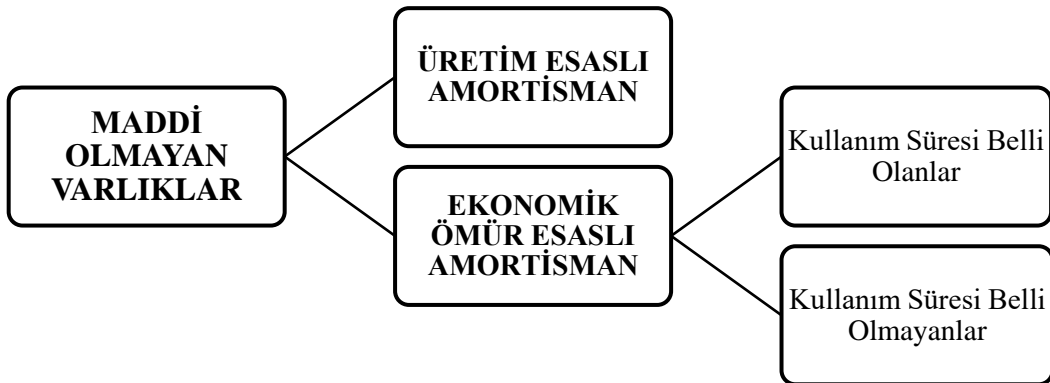 MADDİ
OLMAYAN
VARLIKLAR
ÜRETİM ESASLI
AMORTİSMAN
EKONOMİK
ÖMÜR ESASLI
AMORTİSMAN
Kullanım Süresi Belli
Olanlar
Kullanım Süresi Belli
Olmayanlar